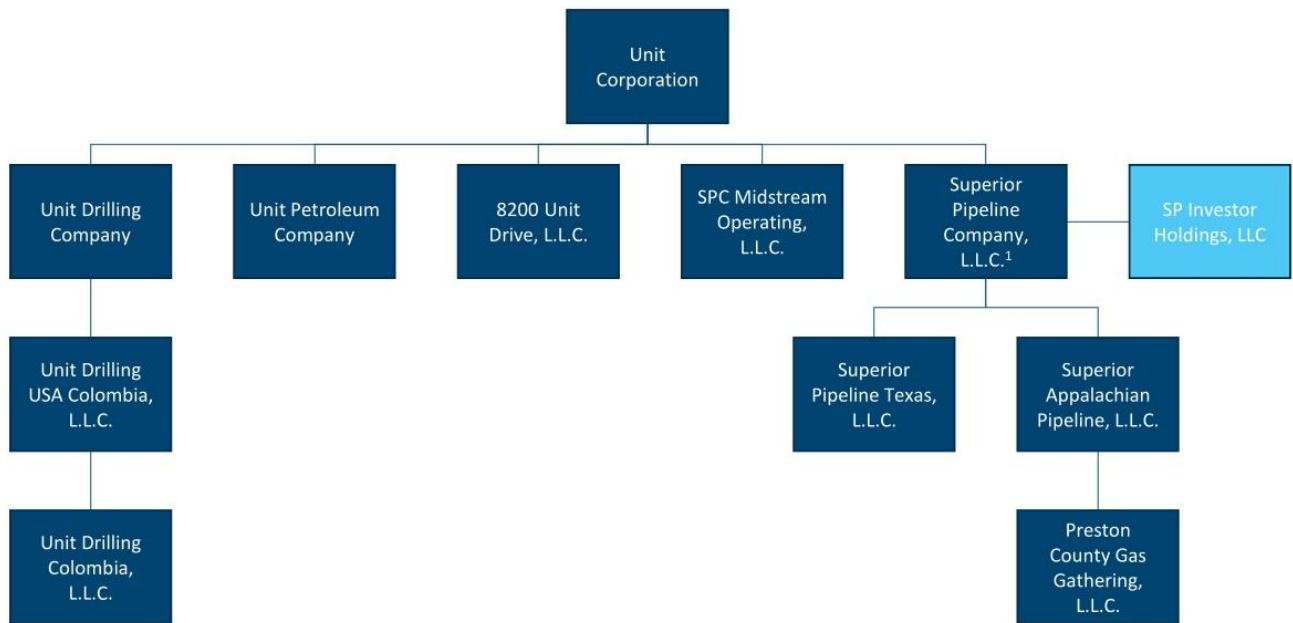 Unit
Corporation
Unit Drilling
Company
Unit Petroleum
Company
8200 Unit
Drive, L.L.C.
SPC Midstream
Operating,
L.L.C.
Superior
Pipeline
Company,
L.L.C.1
SP Investor
Holdings, LLC
Unit Drilling
USA Colombia,
L.L.C.
Superior
Pipeline Texas,
L.L.C.
Superior
Appalachian
Pipeline, L.L.C.
Unit Drilling
Colombia,
L.L.C.
Preston
County Gas
Gathering,
L.L.C.